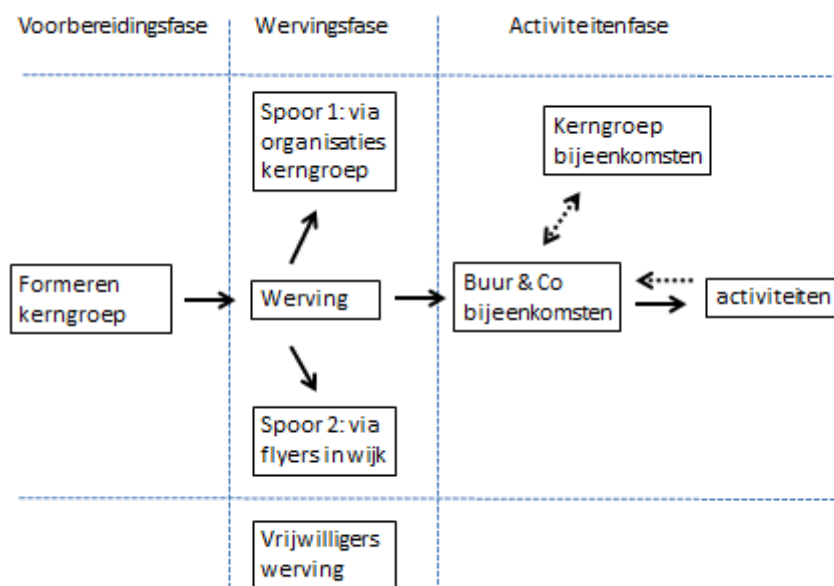 Voorbereidingsfase
Wervingsfase
Activiteitenfase
Spoor 1: via
organisaties
kerngroep
Kerngroep
bijeenkomsten
Formeren
kerngroep
Werving
Buur & Co
bijeenkomsten
activiteiten
Spoor 2: via
flyers in wijk
Vrijwilligers
werving